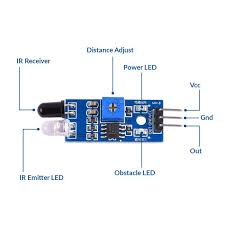 Distance Adjust
IR Receiver
Power LED
Vcc
Gnd
Out
IR Emitter LED
Obstacle LED